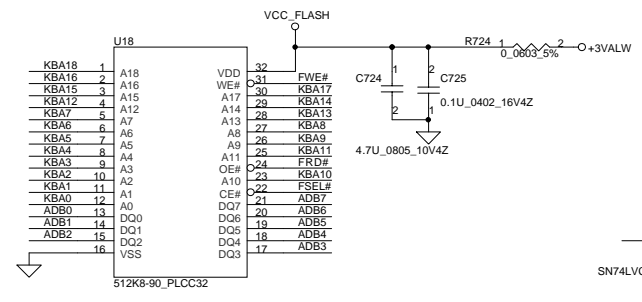 VCC_FLASH
U18
R724 1 2 +3VALW
0_0603_5%
KBA18 1 A18 VDD 32
KBA16 2 A16 WE# 31 FWE#
KBA15 3 A15 A17 30 KBA17
KBA12 4 A12 A14 29 KBA14
KBA7 5 A7 A13 28 KBA13
KBA6 6 A6 A8 27 KBA8
KBA5 7 A5 A9 26 KBA9
KBA4 8 A4 A11 25 KBA11
KBA3 9 A3 OE# 24 FRD#
KBA2 10 A2 A10 23 KBA10
KBA1 11 A1 CE# 22 FSEL#
KBA0 12 A0 DQ7 21 ADB7
ADB0 13 DQ0 DQ6 20 ADB6
ADB1 14 DQ1 DQ5 19 ADB5
ADB2 15 DQ2 DQ4 18 ADB4
16 VSS DQ3 17 ADB3
512K8-90_PLCC32
1 2
C724 C725
0.1U_0402_16V4Z
2 1
4.7U_0805_10V4Z
SN74LVC